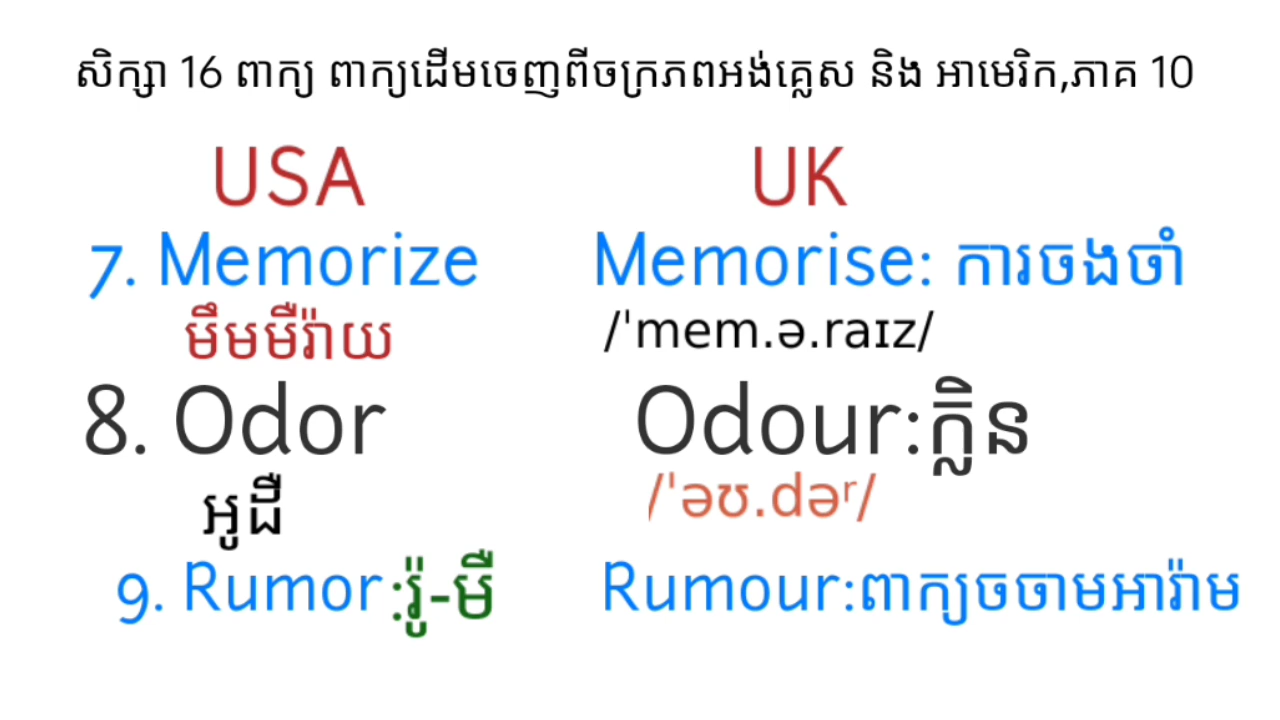 សិក្សា 16 ពាក្យ ពាក្យដើមចេញពីចក្រភពអង់គ្លេស និង អាមេរិក,ភាគ 10
USA UK
7. Memorize Memorise: ការចងចាំ
មឹមមឺរ៉ាយ /ˈmem.ə.raɪz/
8. Odor Odour:ក្លិន
អូដឺ /ˈəʊ.dəʳ/
9. Rumor:រ៉ូ-មឺ Rumour:ពាក្យចចាមអារ៉ាម